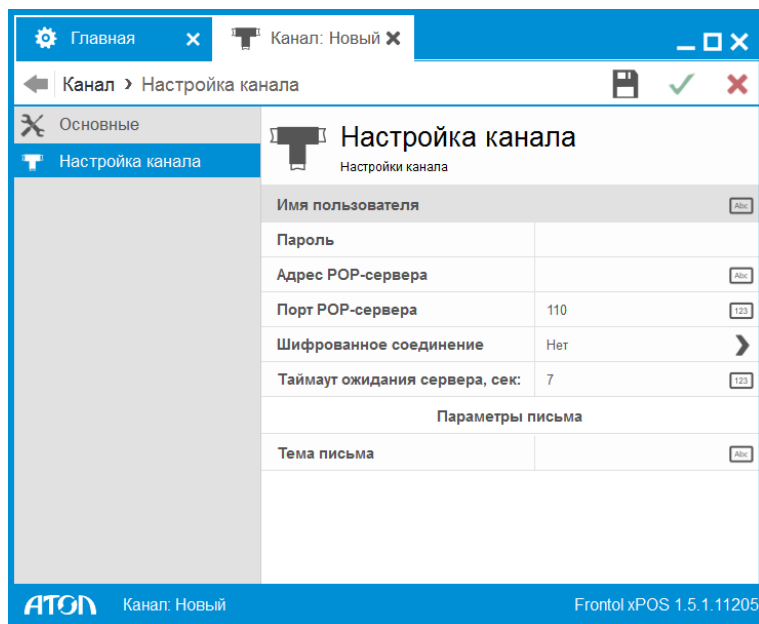 Главная
Канал: Новый
Канал › Настройка канала
Основные
Настройка канала
Настройка канала
Настройки канала
Имя пользователя Abc
Пароль
Адрес POP-сервера Abc
Порт POP-сервера 110 123
Шифрованное соединение Нет
Таймаут ожидания сервера, сек: 7 123
Параметры письма
Тема письма Abc
АТОЛ Канал: Новый Frontol xPOS 1.5.1.11205